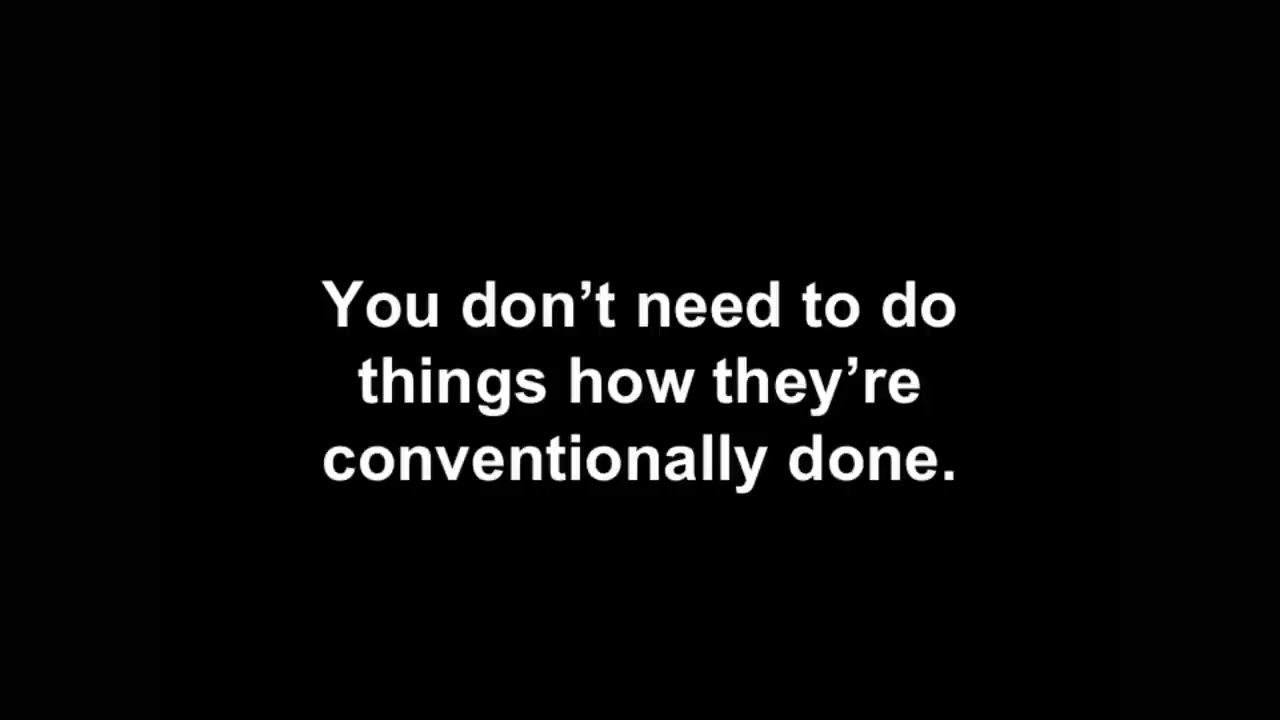 You don’t need to do
things how they’re
conventionally done.